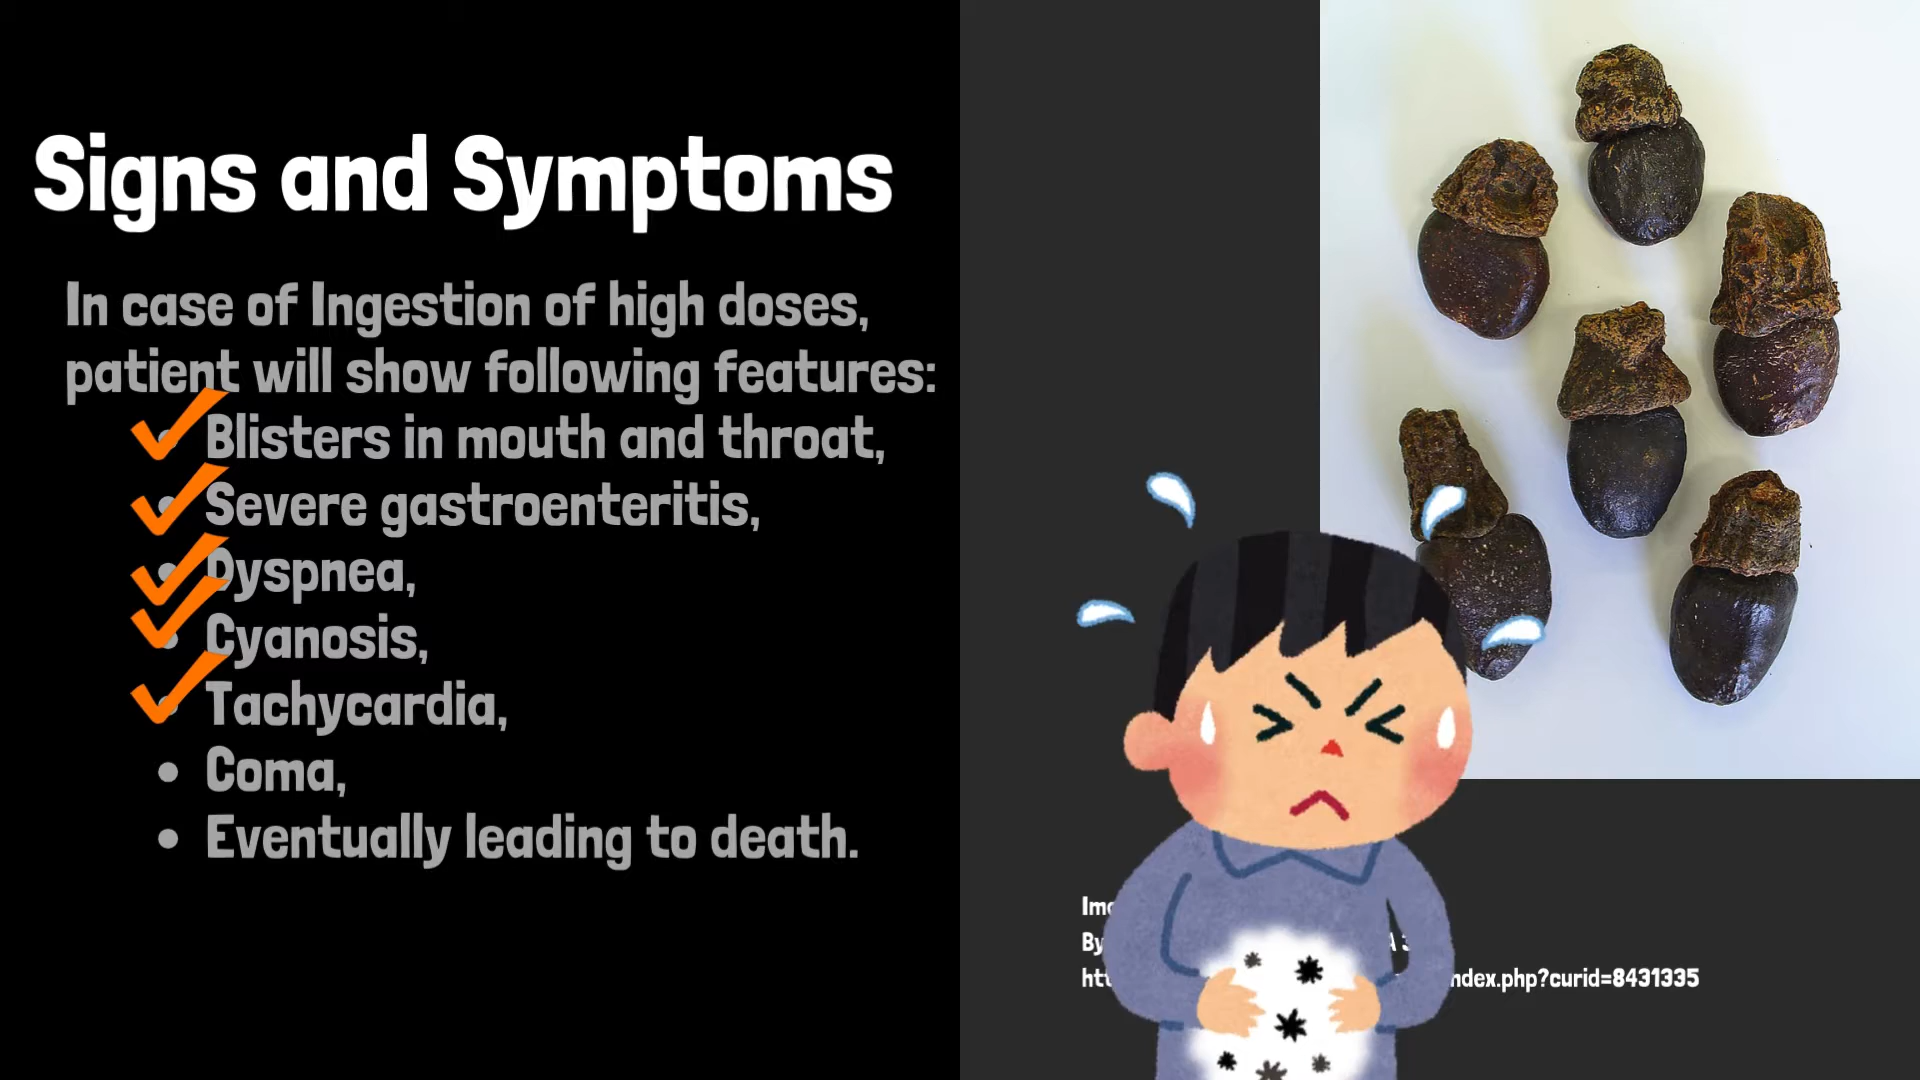 Signs and Symptoms
In case of Ingestion of high doses,
patient will show following features:
Blisters in mouth and throat,
Severe gastroenteritis,
Dyspnea,
Cyanosis,
Tachycardia,
Coma,
Eventually leading to death.
By
ndex.php?curid=8431335